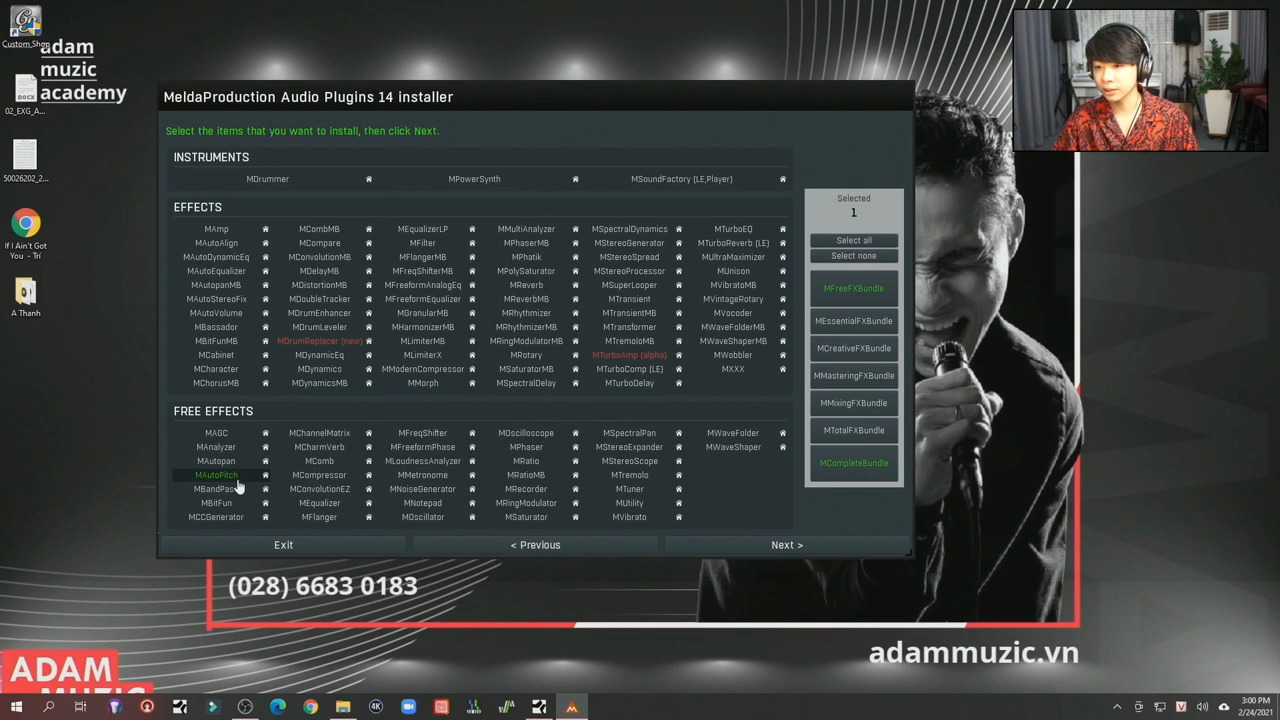 Custom_Shop
adam
muzic
academy
02_EXG_A...
50026202_2...
If I Ain't Got
You - Tri
A Thanh
MeldaProduction Audio Plugins 14 installer
Select the items that you want to install, then click Next.
INSTRUMENTS
MDrummer MPowerSynth MSoundFactory (LE,Player)
EFFECTS
MAmp MCombMB MEqualizerLP MMultiAnalyzer MSpectralDynamics MTurboEQ
MAutoAlign MCompare MFilter MPhaserMB MStereoGenerator MTurboReverb (LE)
MAutoDynamicEq MConvolutionMB MFlangerMB MPhatik MStereoSpread MUltraMaximizer
MAutoEqualizer MDelayMB MFreqShifterMB MPolySaturator MStereoProcessor MUnison
MAutopanMB MDistortionMB MFreeformAnalogEq MReverb MSuperLooper MVibratoMB
MAutoStereoFix MDoubleTracker MFreeformEqualizer MReverbMB MTransient MVintageRotary
MAutoVolume MDrumEnhancer MGranularMB MRhythmizer MTransientMB MVocoder
MBassador MDrumLeveler MHarmonizerMB MRhythmizerMB MTransformer MWaveFolderMB
MBitFunMB MDrumReplacer (new) MLimiterMB MRingModulatorMB MTremoloMB MWaveShaperMB
MCabinet MDynamicEq MLimiterX MRotary MTurboAmp (alpha) MWobbler
MCharacter MDynamics MModernCompressor MSaturatorMB MTurboComp (LE) MXXX
MChorusMB MDynamicsMB MMorph MSpectralDelay MTurboDelay
FREE EFFECTS
MAGC MChannelMatrix MFreqShifter MOscilloscope MSpectralPan MWaveFolder
MAnalyzer MCharmVerb MFreeformPhase MPhaser MStereoExpander MWaveShaper
MAutopan MComb MLoudnessAnalyzer MRatio MStereoScope
MAutoPitch MCompressor MMetronome MRatioMB MTremolo
MBandPa MConvolutionEZ MNoiseGenerator MRecorder MTuner
MBitFun MEqualizer MNotepad MRingModulator MUtility
MCCGenerator MFlanger MOscillator MSaturator MVibrato
Selected
1
Select all
Select none
MFreeFXBundle
MEssentialFXBundle
MCreativeFXBundle
MMasteringFXBundle
MMixingFXBundle
MTotalFXBundle
MCompleteBundle
Exit < Previous Next >
(028) 6683 0183
adammuzic.vn
ADAM
MUZIC
4K
V
3:00 PM
2/24/2021